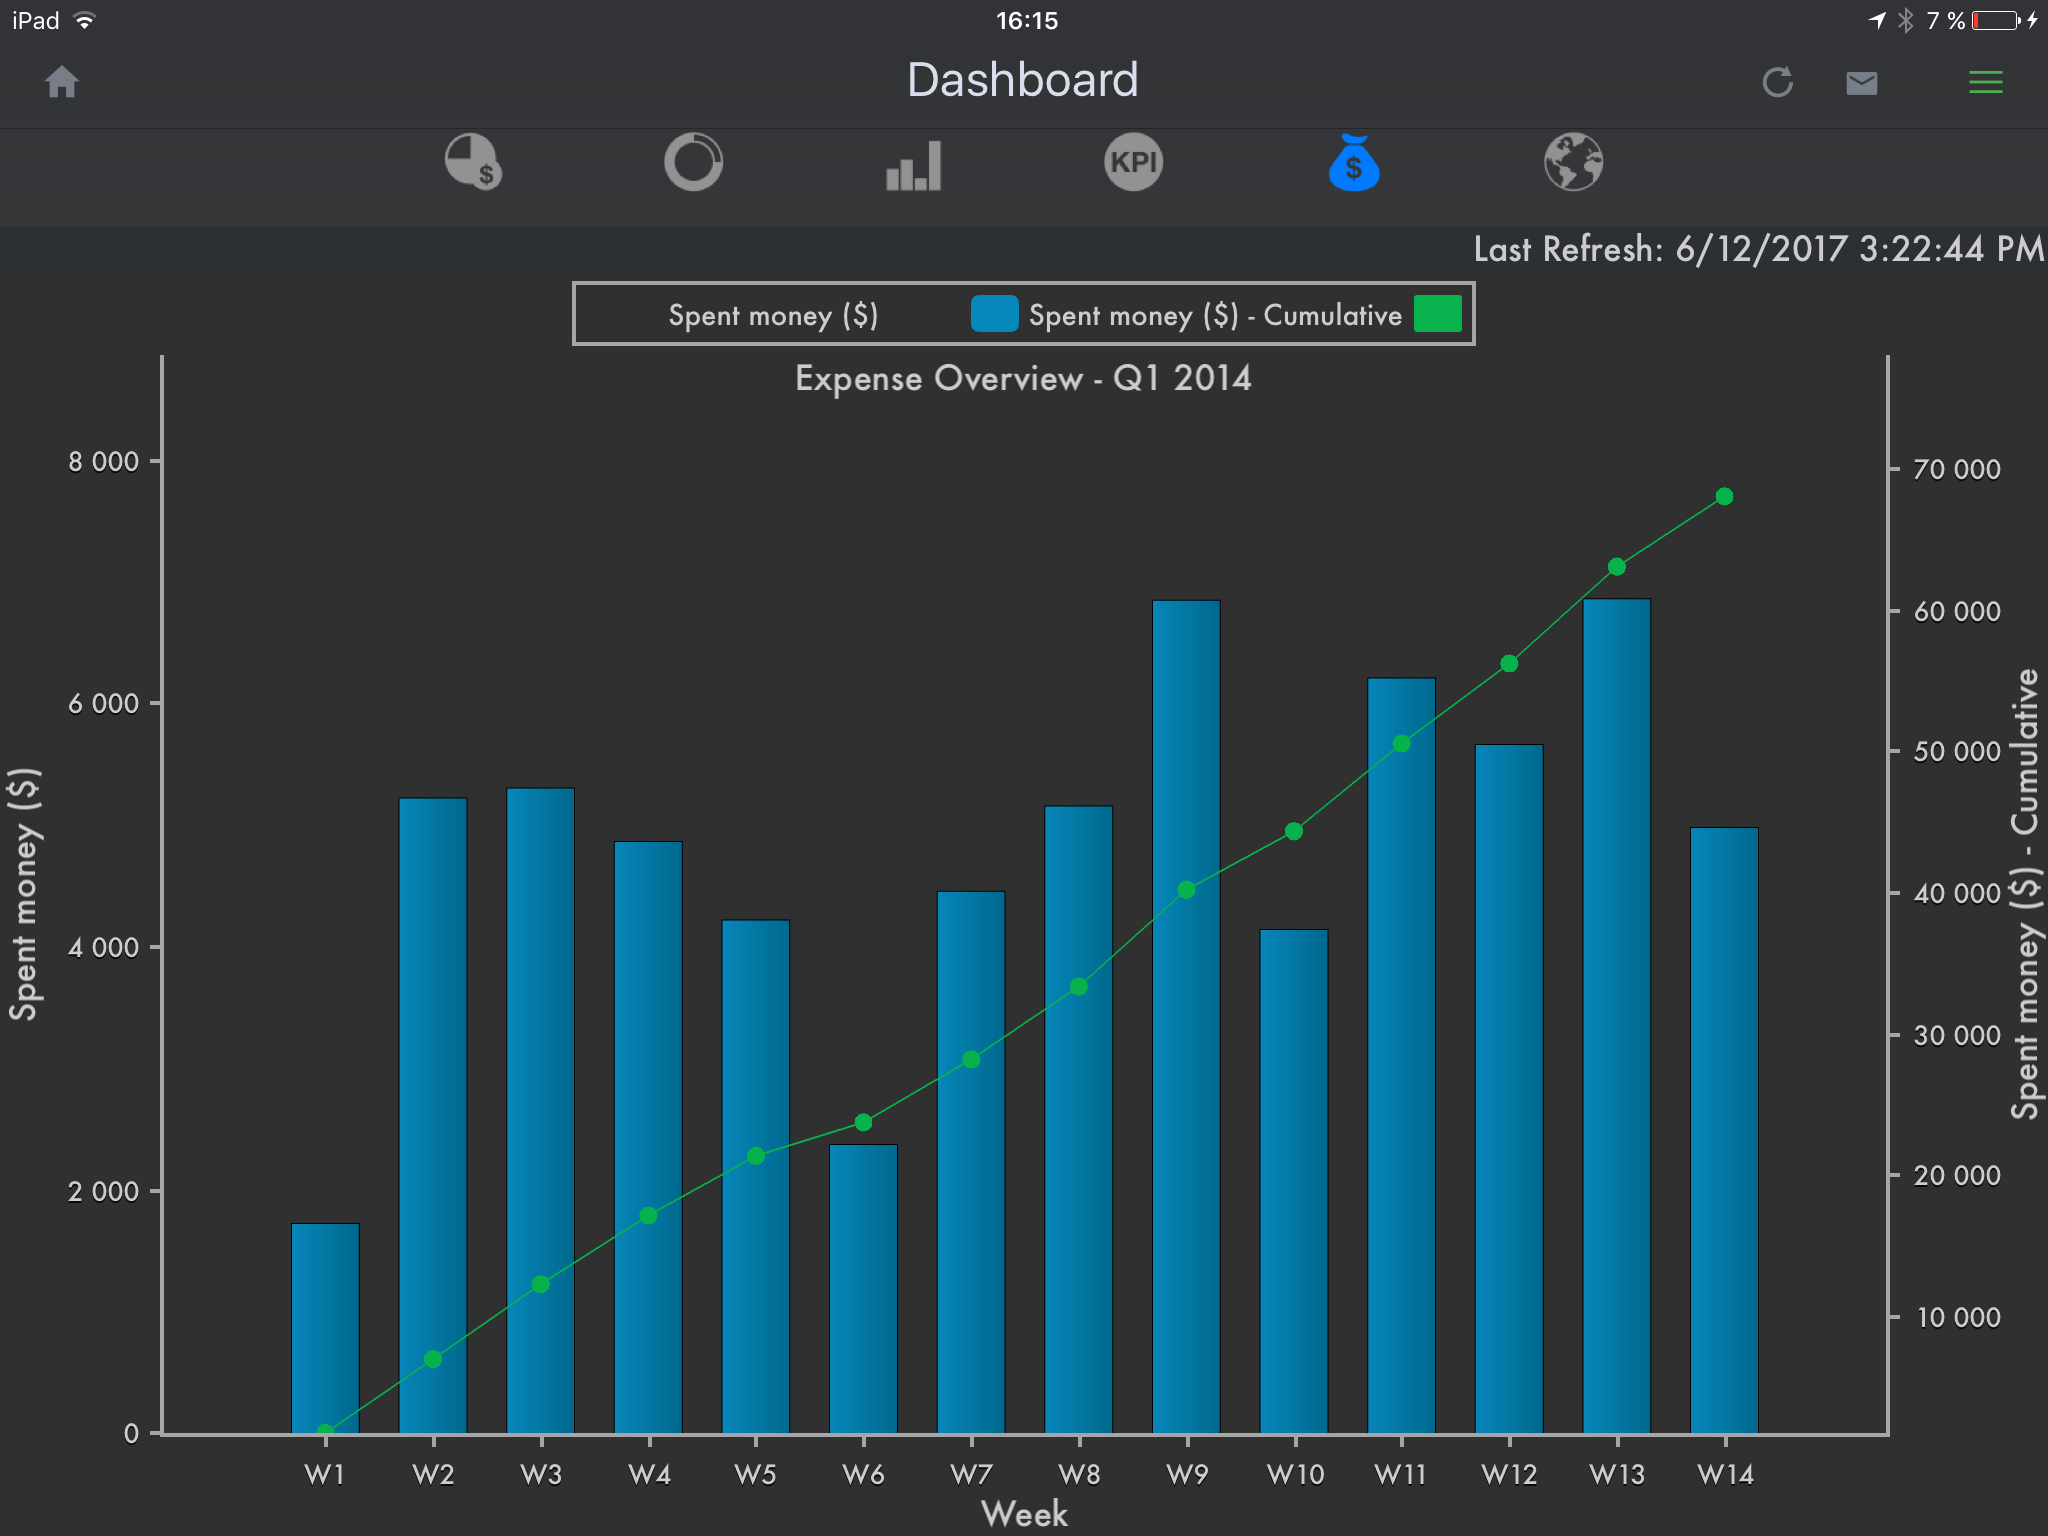 iPad 16:15 7 %
Dashboard
$ KPI $
Last Refresh: 6/12/2017 3:22:44 PM
Spent money ($) Spent money ($) - Cumulative
Expense Overview - Q1 2014
8 000
6 000
4 000
2 000
0
Spent money ($)
70 000
60 000
50 000
40 000
30 000
20 000
10 000
Spent money ($) - Cumulative
W1 W2 W3 W4 W5 W6 W7 W8 W9 W10 W11 W12 W13 W14
Week